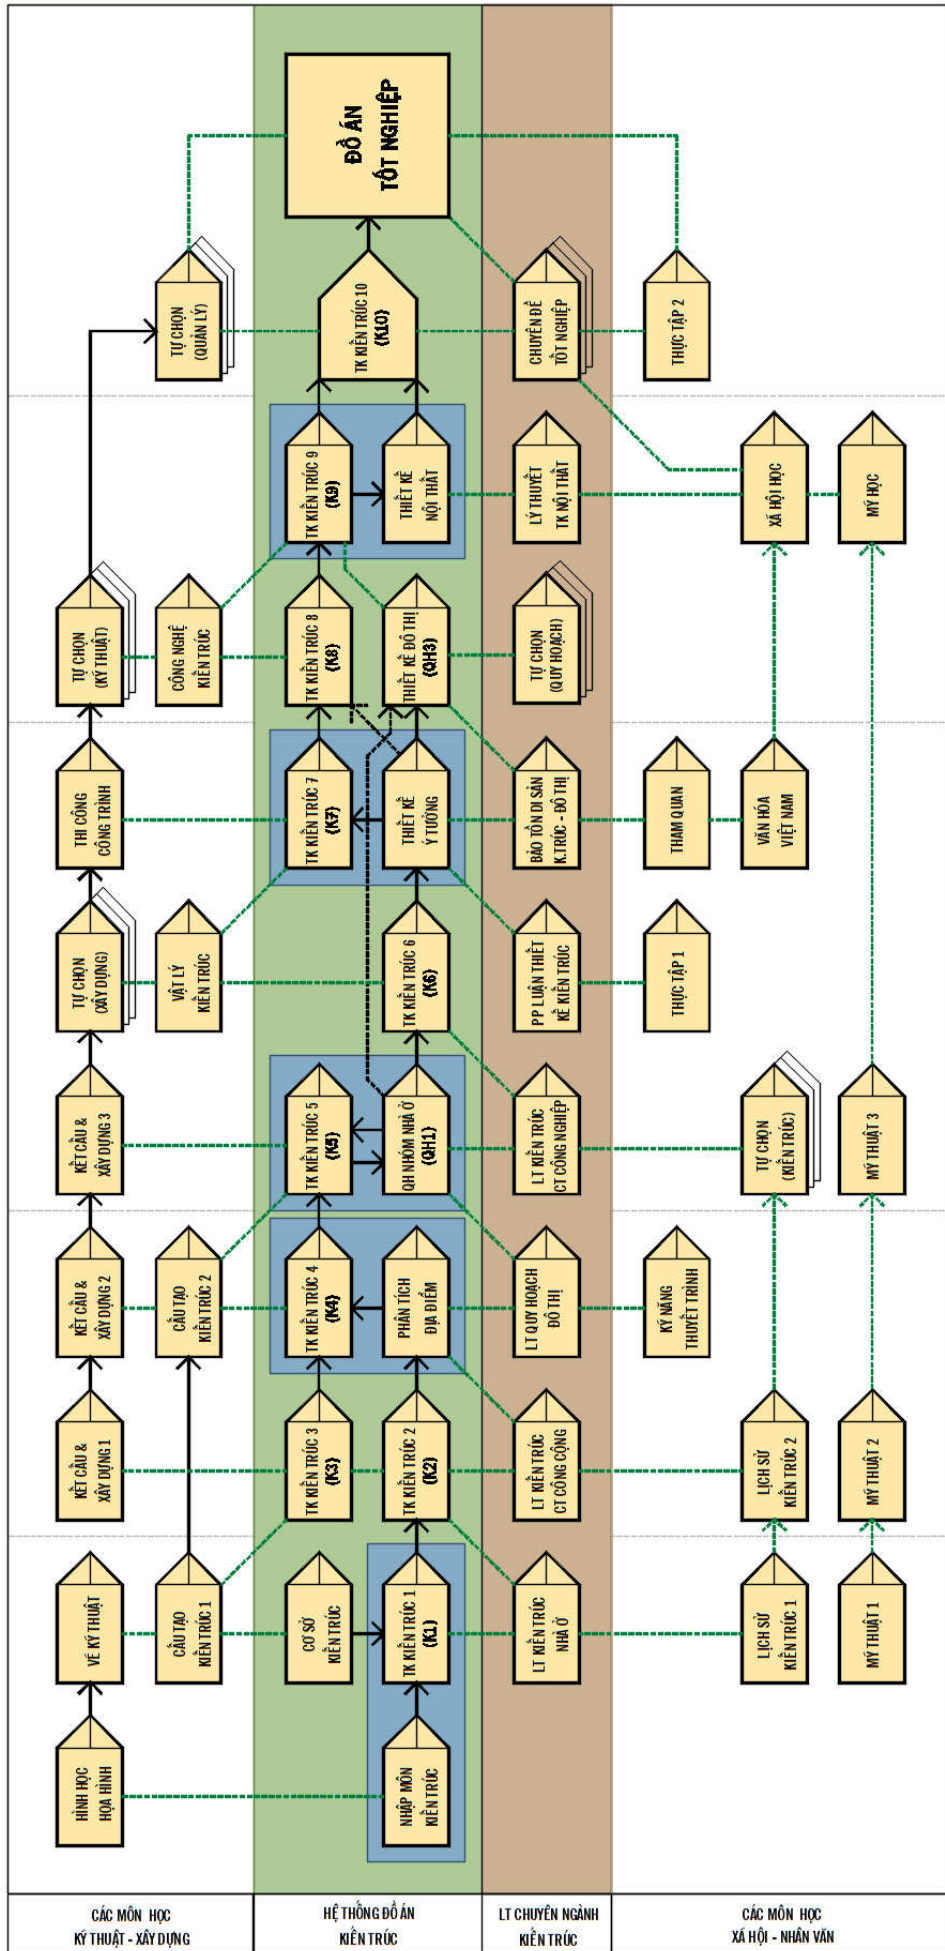 CÁC MÔN HỌC
KỸ THUẬT - XÂY DỰNG
HÌNH HỌC
HỌA HÌNH
VẼ KỸ THUẬT
KẾT CẤU &
XÂY DỰNG 1
KẾT CẤU &
XÂY DỰNG 2
KẾT CẤU &
XÂY DỰNG 3
TỰ CHỌN
(XÂY DỰNG)
THI CÔNG
CÔNG TRÌNH
TỰ CHỌN
(KỸ THUẬT)
CẤU TẠO
KIẾN TRÚC 1
CẤU TẠO
KIẾN TRÚC 2
VẬT LÝ
KIẾN TRÚC
CÔNG NGHỆ
KIẾN TRÚC
TỰ CHỌN
(QUẢN LÝ)
HỆ THỐNG ĐỒ ÁN
KIẾN TRÚC
CƠ SỞ
KIẾN TRÚC
TK KIẾN TRÚC 3
(K3)
TK KIẾN TRÚC 4
(K4)
TK KIẾN TRÚC 5
(K5)
TK KIẾN TRÚC 7
(K7)
TK KIẾN TRÚC 8
(K8)
TK KIẾN TRÚC 9
(K9)
TK KIẾN TRÚC 10
(K10)
ĐỒ ÁN
TỐT NGHIỆP
NHẬP MÔN
KIẾN TRÚC
TK KIẾN TRÚC 1
(K1)
TK KIẾN TRÚC 2
(K2)
PHÂN TÍCH
ĐỊA ĐIỂM
QH NHÓM NHÀ Ở
(QH1)
TK KIẾN TRÚC 6
(K6)
THIẾT KẾ
Ý TƯỞNG
THIẾT KẾ ĐÔ THỊ
(QH3)
THIẾT KẾ
NỘI THẤT
LT CHUYÊN NGÀNH
KIẾN TRÚC
LT KIẾN TRÚC
NHÀ Ở
LT KIẾN TRÚC
CT CÔNG CỘNG
LT QUY HOẠCH
ĐÔ THỊ
LT KIẾN TRÚC
CT CÔNG NGHIỆP
PP LUẬN THIẾT
KẾ KIẾN TRÚC
BẢO TỒN DI SẢN
K.TRÚC - ĐÔ THỊ
TỰ CHỌN
(QUY HOẠCH)
LÝ THUYẾT
TK NỘI THẤT
CHUYÊN ĐỀ
TỐT NGHIỆP
CÁC MÔN HỌC
XÃ HỘI - NHÂN VĂN
KỸ NĂNG
THUYẾT TRÌNH
THỰC TẬP 1
THAM QUAN
THỰC TẬP 2
LỊCH SỬ
KIẾN TRÚC 1
LỊCH SỬ
KIẾN TRÚC 2
TỰ CHỌN
(KIẾN TRÚC)
VĂN HÓA
VIỆT NAM
XÃ HỘI HỌC
MỸ THUẬT 1
MỸ THUẬT 2
MỸ THUẬT 3
MỸ HỌC